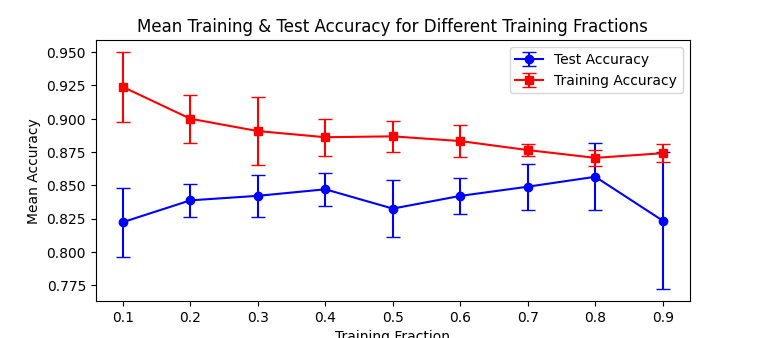 Mean Training & Test Accuracy for Different Training Fractions
Test Accuracy
Training Accuracy
Mean Accuracy
0.950
0.925
0.900
0.875
0.850
0.825
0.800
0.775
0.1 0.2 0.3 0.4 0.5 0.6 0.7 0.8 0.9
Training Fraction